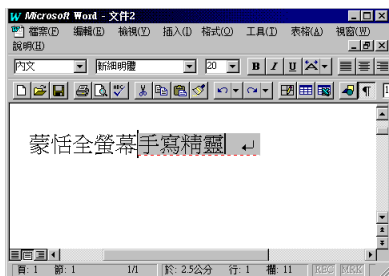 Microsoft Word - 文件2
檔案(F) 編輯(E) 檢視(V) 插入(I) 格式(O) 工具(T) 表格(A) 視窗(W)
說明(H)
內文 新細明體 20 B I U A
蒙恬全螢幕手寫精靈
頁: 1 節: 1 1/1 於: 2.5公分 行: 1 欄: 11 REC MRK